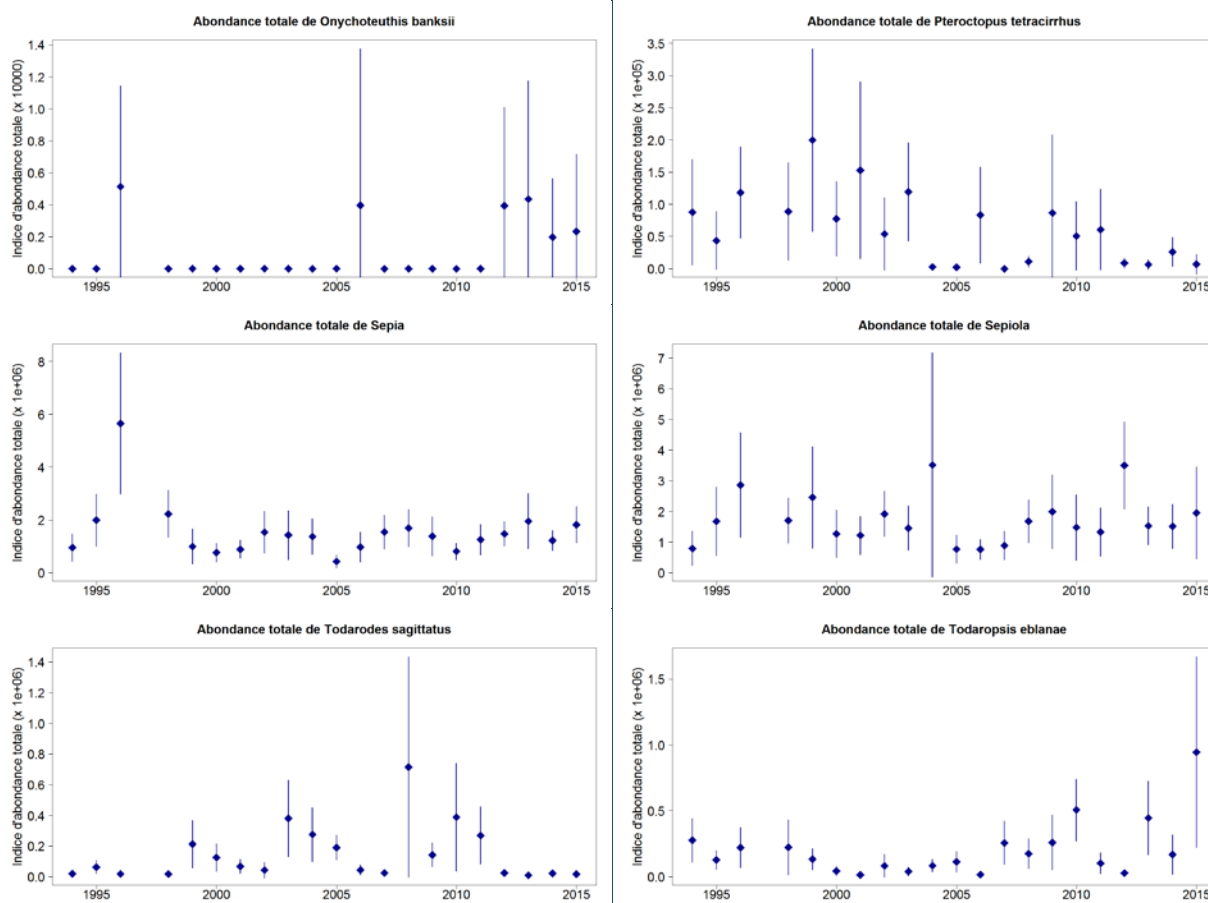 Abondance totale de Onychoteuthis banksii
Indice d'abondance totale (x 10000)
1.4
1.2
1.0
0.8
0.6
0.4
0.2
0.0
1995 2000 2005 2010 2015
Abondance totale de Pteroctopus tetracirrhus
Indice d'abondance totale (x 1e+05)
3.5
3.0
2.5
2.0
1.5
1.0
0.5
0.0
1995 2000 2005 2010 2015
Abondance totale de Sepia
Indice d'abondance totale (x 1e+06)
8
6
4
2
0
1995 2000 2005 2010 2015
Abondance totale de Sepiola
Indice d'abondance totale (x 1e+06)
7
6
5
4
3
2
1
0
1995 2000 2005 2010 2015
Abondance totale de Todarodes sagittatus
Indice d'abondance totale (x 1e+06)
1.4
1.2
1.0
0.8
0.6
0.4
0.2
0.0
1995 2000 2005 2010 2015
Abondance totale de Todaropsis eblanae
Indice d'abondance totale (x 1e+06)
1.5
1.0
0.5
0.0
1995 2000 2005 2010 2015